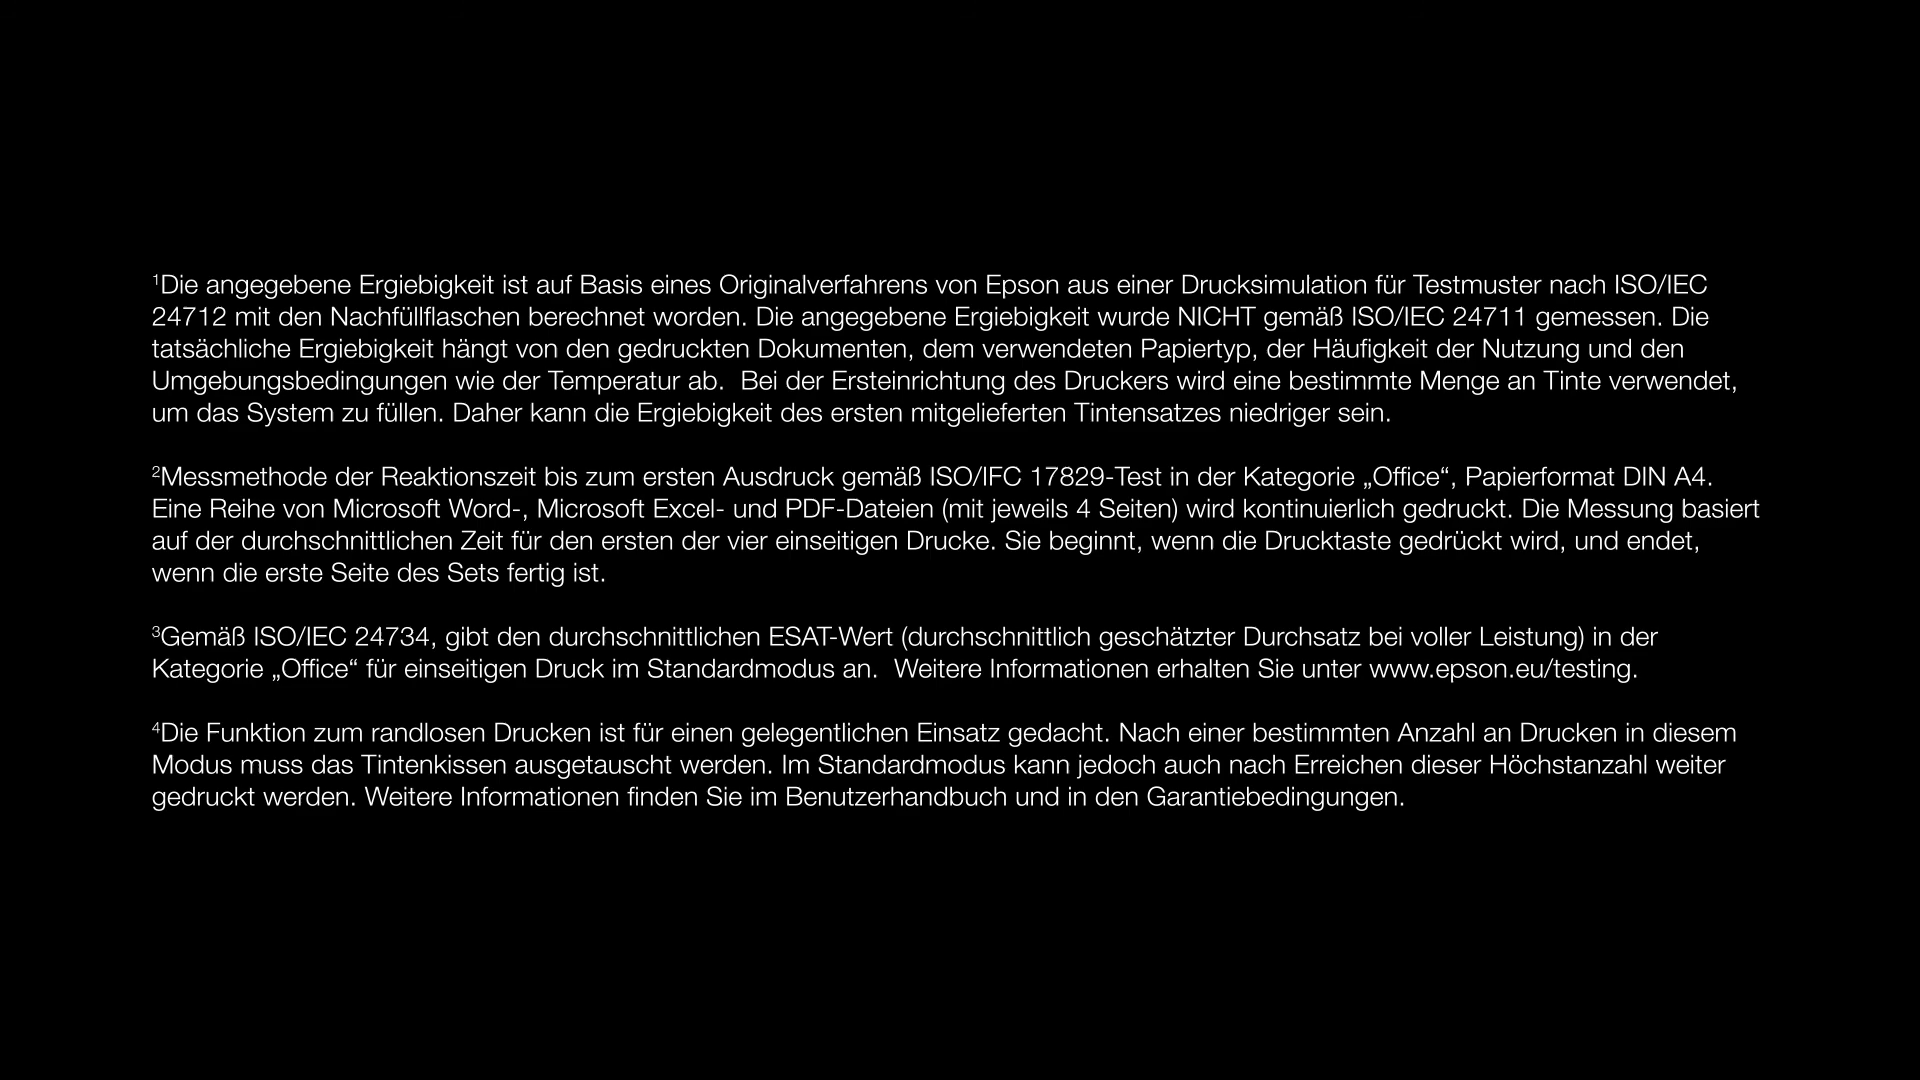 ¹Die angegebene Ergiebigkeit ist auf Basis eines Originalverfahrens von Epson aus einer Drucksimulation für Testmuster nach ISO/IEC
24712 mit den Nachfüllflaschen berechnet worden. Die angegebene Ergiebigkeit wurde NICHT gemäß ISO/IEC 24711 gemessen. Die
tatsächliche Ergiebigkeit hängt von den gedruckten Dokumenten, dem verwendeten Papiertyp, der Häufigkeit der Nutzung und den
Umgebungsbedingungen wie der Temperatur ab.  Bei der Ersteinrichtung des Druckers wird eine bestimmte Menge an Tinte verwendet,
um das System zu füllen. Daher kann die Ergiebigkeit des ersten mitgelieferten Tintensatzes niedriger sein.
²Messmethode der Reaktionszeit bis zum ersten Ausdruck gemäß ISO/IFC 17829-Test in der Kategorie „Office“, Papierformat DIN A4.
Eine Reihe von Microsoft Word-, Microsoft Excel- und PDF-Dateien (mit jeweils 4 Seiten) wird kontinuierlich gedruckt. Die Messung basiert
auf der durchschnittlichen Zeit für den ersten der vier einseitigen Drucke. Sie beginnt, wenn die Drucktaste gedrückt wird, und endet,
wenn die erste Seite des Sets fertig ist.
³Gemäß ISO/IEC 24734, gibt den durchschnittlichen ESAT-Wert (durchschnittlich geschätzter Durchsatz bei voller Leistung) in der
Kategorie „Office“ für einseitigen Druck im Standardmodus an.  Weitere Informationen erhalten Sie unter www.epson.eu/testing.
⁴Die Funktion zum randlosen Drucken ist für einen gelegentlichen Einsatz gedacht. Nach einer bestimmten Anzahl an Drucken in diesem
Modus muss das Tintenkissen ausgetauscht werden. Im Standardmodus kann jedoch auch nach Erreichen dieser Höchstanzahl weiter
gedruckt werden. Weitere Informationen finden Sie im Benutzerhandbuch und in den Garantiebedingungen.